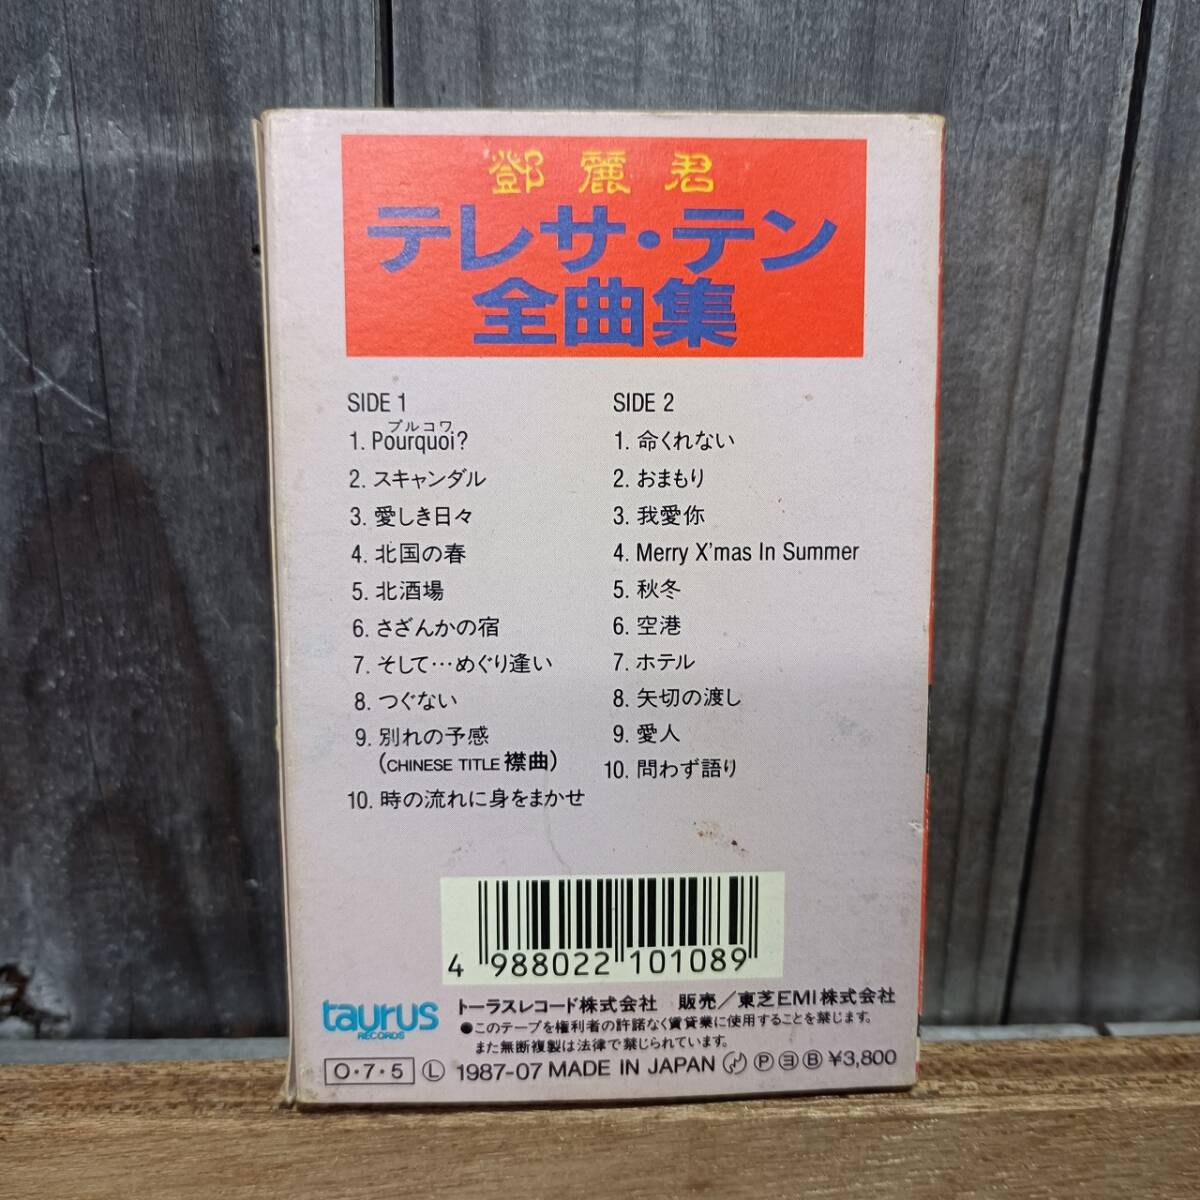 鄧麗君
テレサ・テン
全曲集
SIDE 1
プルコワ
1. Pourquoi?
2. スキャンダル
3. 愛しき日々
4. 北国の春
5. 北酒場
6. さざんかの宿
7. そして…めぐり逢い
8. つぐない
9. 別れの予感
(CHINESE TITLE 襟曲)
10. 時の流れに身をまかせ
SIDE 2
1. 命くれない
2. おまもり
3. 我愛你
4. Merry X'mas In Summer
5. 秋冬
6. 空港
7. ホテル
8. 矢切の渡し
9. 愛人
10. 問わず語り
4 988022 101089
taurus
RECORDS
トーラスレコード株式会社 販売/東芝EMI株式会社
●このテープを権利者の許諾なく賃貸業に使用することを禁じます。
また無断複製は法律で禁じられています。
O・7・5 Ⓛ 1987-07 MADE IN JAPAN Ⓟ ㋵ Ⓑ ¥3,800